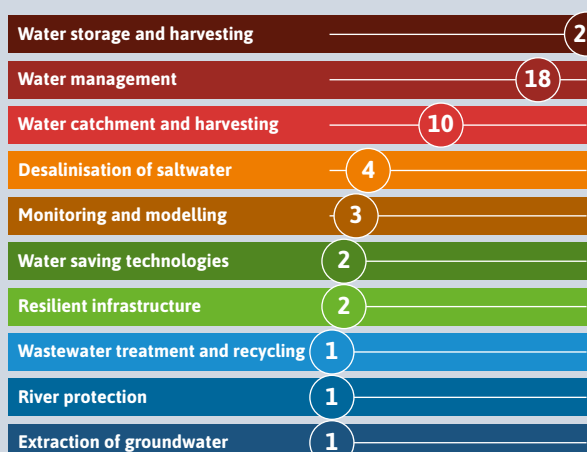 Water storage and harvesting
Water management 18
Water catchment and harvesting 10
Desalinisation of saltwater 4
Monitoring and modelling 3
Water saving technologies 2
Resilient infrastructure 2
Wastewater treatment and recycling 1
River protection 1
Extraction of groundwater 1